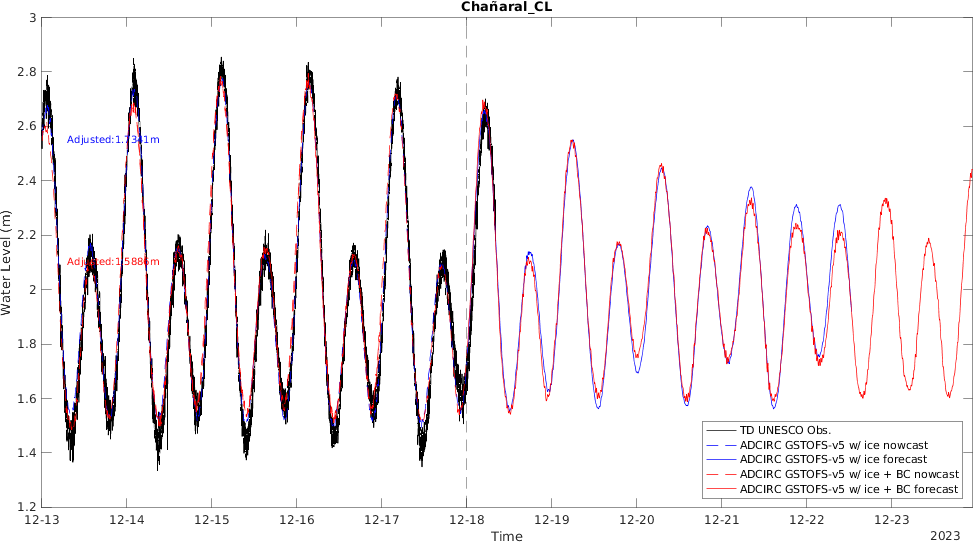 Chañaral_CL
3
2.8
2.6
2.4
2.2
2
1.8
1.6
1.4
1.2
Water Level (m)
Adjusted:1.7341m
Adjusted:1.5886m
TD UNESCO Obs.
ADCIRC GSTOFS-v5 w/ ice nowcast
ADCIRC GSTOFS-v5 w/ ice forecast
ADCIRC GSTOFS-v5 w/ ice + BC nowcast
ADCIRC GSTOFS-v5 w/ ice + BC forecast
12-13 12-14 12-15 12-16 12-17 12-18 12-19 12-20 12-21 12-22 12-23
Time
2023